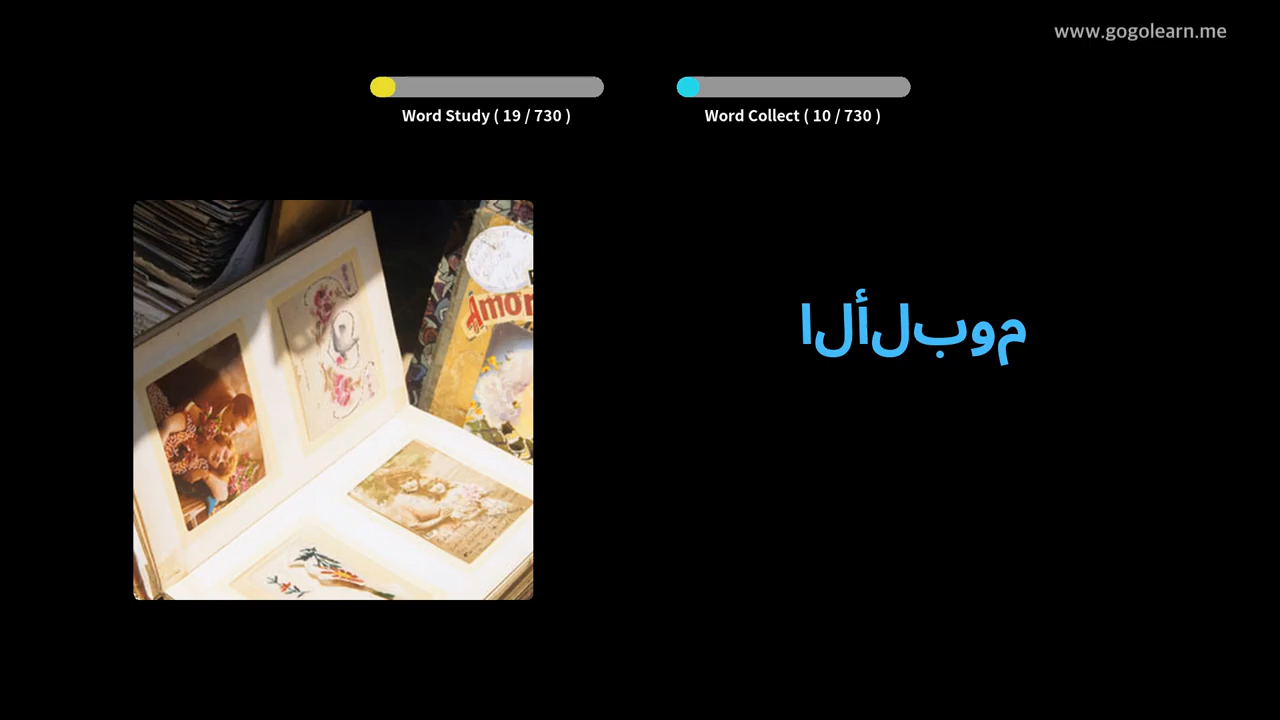 www.gogolearn.me
Word Study ( 19 / 730 )
Word Collect ( 10 / 730 )
Amor
الألبوم